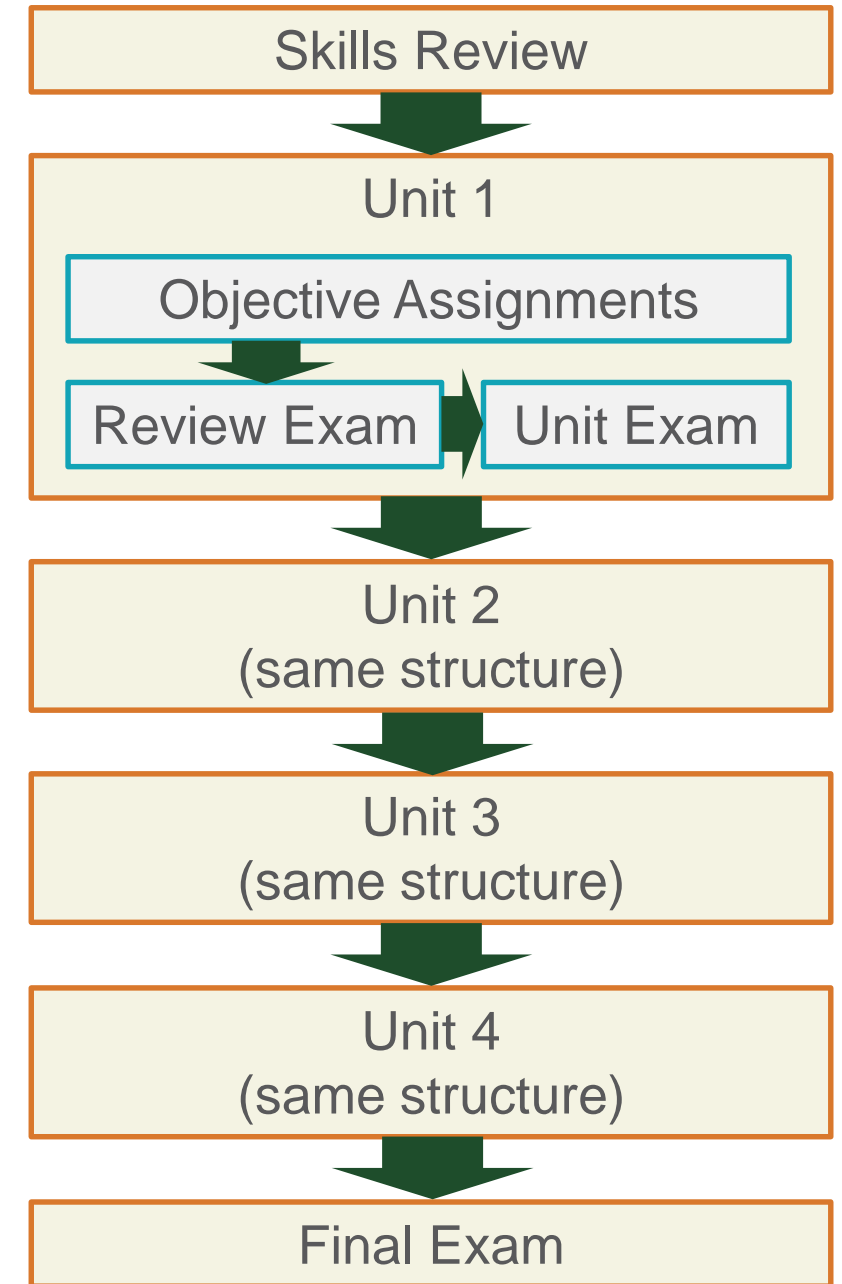 Skills Review
Unit 1
Objective Assignments
Review Exam
Unit Exam
Unit 2
(same structure)
Unit 3
(same structure)
Unit 4
(same structure)
Final Exam